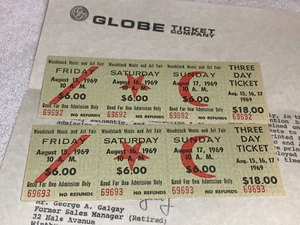 GLOBE TICKET
COMPANY
Woodstock Music and Art Fair
FRIDAY
August 15, 1969
10 A.M.
$6.00
Good For One Admission Only
69692 NO REFUNDS
Woodstock Music and Art Fair
SATURDAY
August 16, 1969
10 A.M.
$6.00
Good For One Admission Only
69692 NO REFUNDS
Woodstock Music and Art Fair
SUNDAY
August 17, 1969
10 A.M.
$6.00
Good For One Admission Only
69692 NO REFUNDS
THREE
DAY
TICKET
Aug. 15, 16, 17
$18.00
69692
Woodstock Music and Art Fair
FRIDAY
August 15, 1969
10 A.M.
$6.00
Good For One Admission Only
69693 NO REFUNDS
Woodstock Music and Art Fair
SATURDAY
August 16, 1969
10 A.M.
$6.00
Good For One Admission Only
69693 NO REFUNDS
Woodstock Music and Art Fair
SUNDAY
August 17, 1969
10 A.M.
$6.00
Good For One Admission Only
69693 NO REFUNDS
THREE
DAY
TICKET
Aug. 15, 16, 17
$18.00
69693
Mr. George A. Galgay
Former Sales Manager (Retired)
32 Hale Avenue